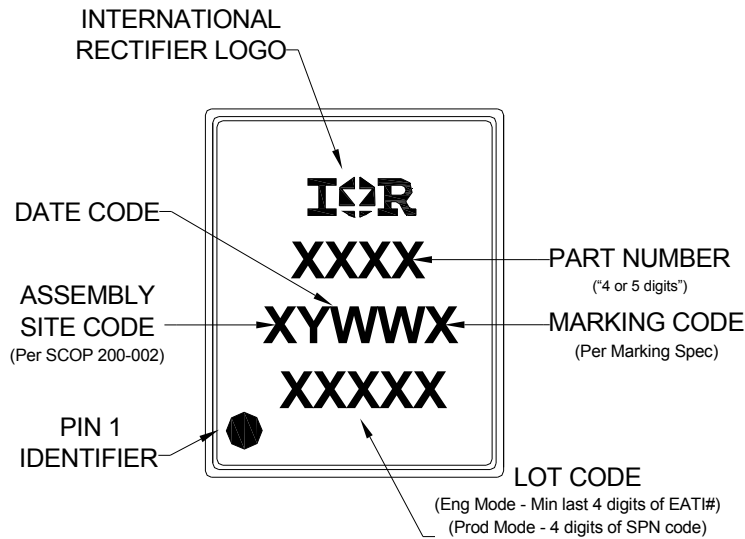 INTERNATIONAL
RECTIFIER LOGO
IOR
DATE CODE
XXXX
PART NUMBER
(“4 or 5 digits”)
ASSEMBLY
SITE CODE
(Per SCOP 200-002)
XYWWX
MARKING CODE
(Per Marking Spec)
XXXXX
PIN 1
IDENTIFIER
LOT CODE
(Eng Mode - Min last 4 digits of EATI#)
(Prod Mode - 4 digits of SPN code)